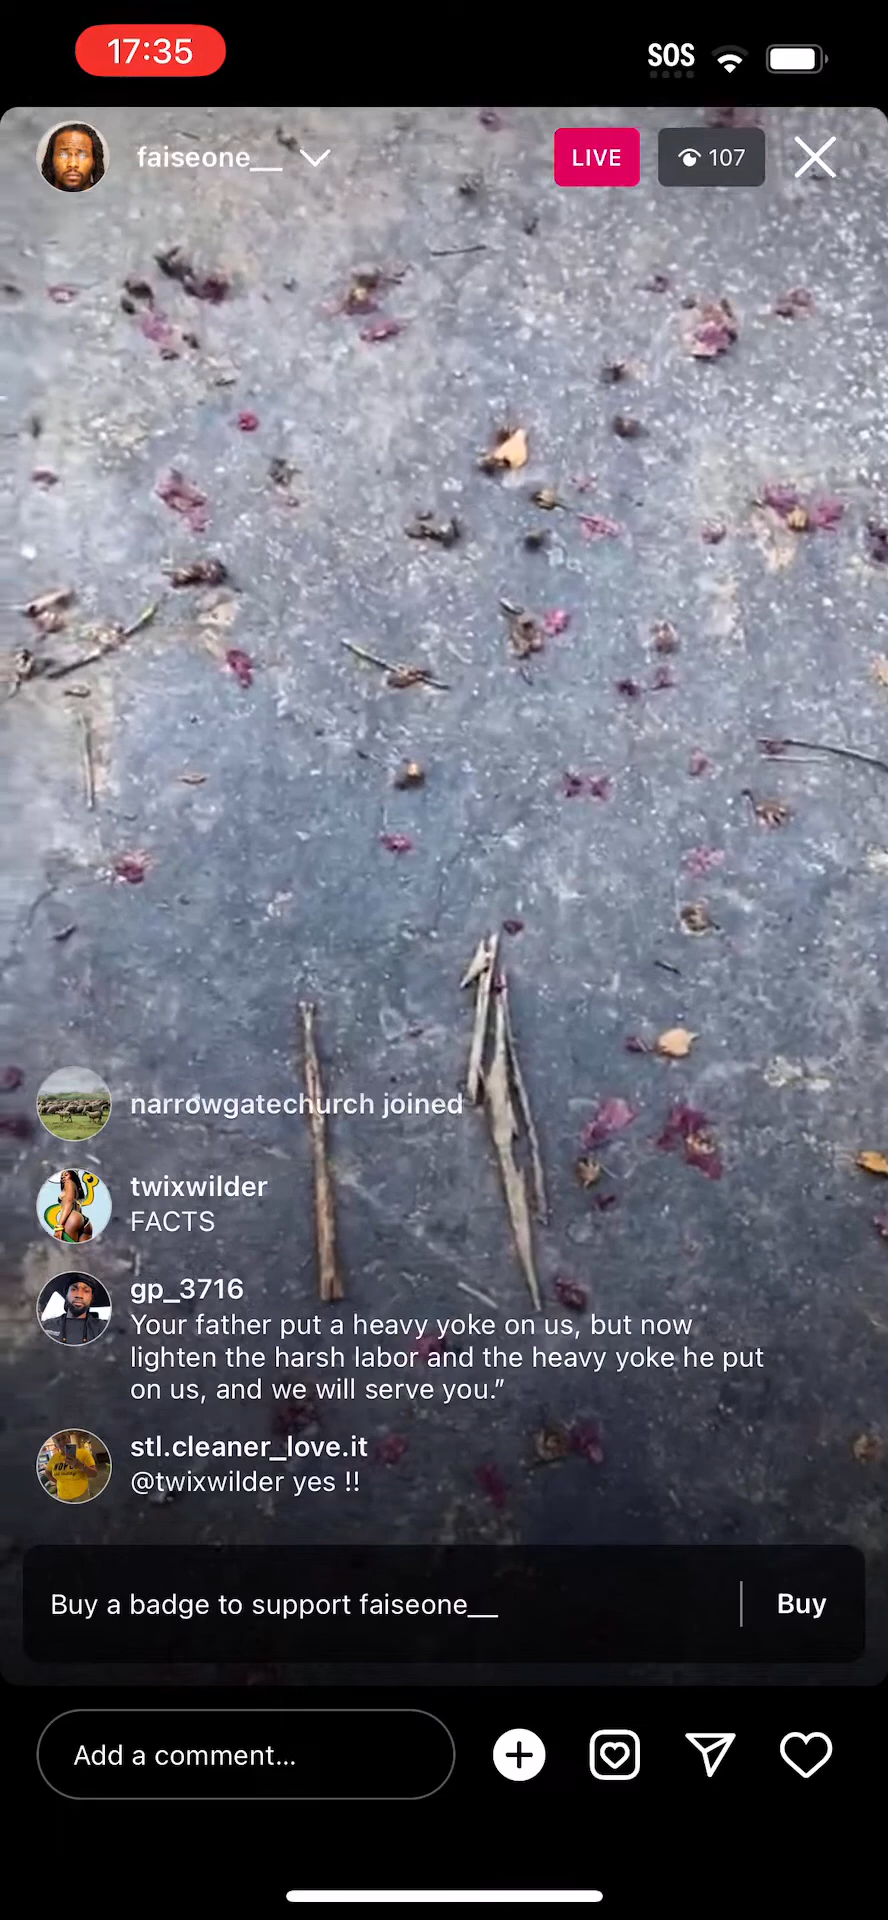 17:35
SOS
faiseone__
LIVE
107
narrowgatechurch joined
twixwilder
FACTS
gp_3716
Your father put a heavy yoke on us, but now
lighten the harsh labor and the heavy yoke he put
on us, and we will serve you.”
stl.cleaner_love.it
@twixwilder yes !!
Buy a badge to support faiseone__
Buy
Add a comment...